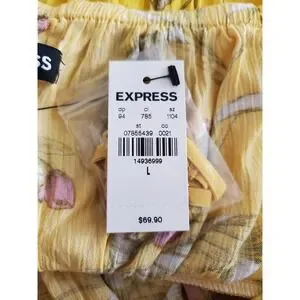 SS
EXPRESS
dp cl sz
94 785 1104
st cc
07855439 0021
14936999
L
$69.90